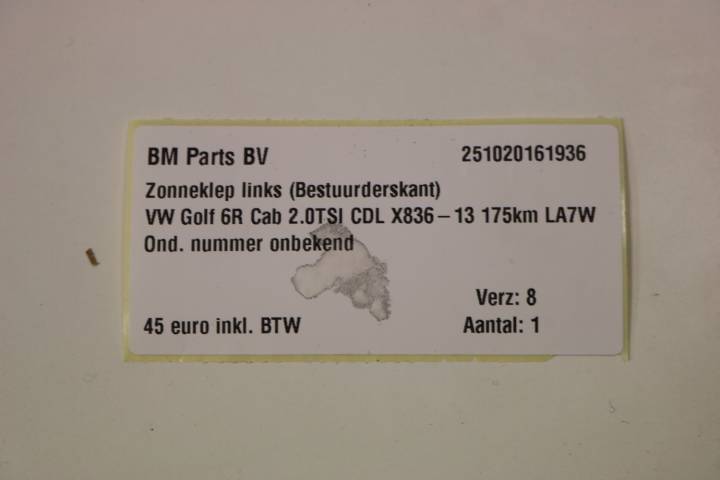 BM Parts BV 251020161936
Zonneklep links (Bestuurderskant)
VW Golf 6R Cab 2.0TSI CDL X836-13 175km LA7W
Ond. nummer onbekend
Verz: 8
45 euro inkl. BTW Aantal: 1